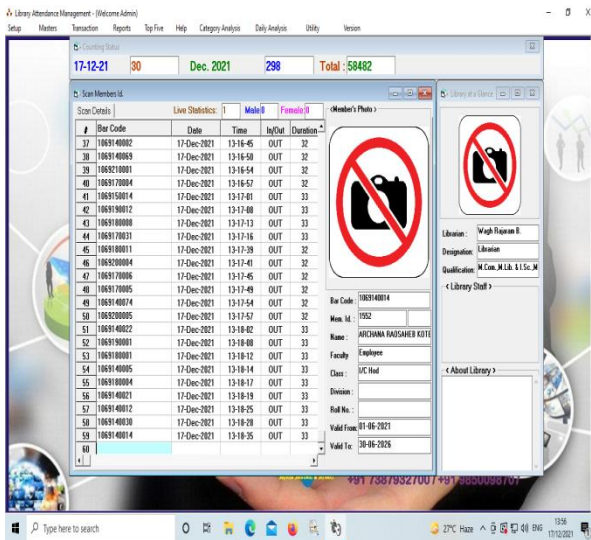 Library Attendance Management - (Welcome Admin)
Setup Masters Transaction Reports Top Five Help Category Analysis Daily Analysis Utility Version
Counting Status
17-12-21 30 Dec. 2021 298 Total : 58482
Scan Members Id.
Library at a Glance
Scan Details Live Statistics: 1 Male 0 Female 0
<Member's Photo >
# Bar Code Date Time In/Out Duration
37 1069140002 17-Dec-2021 13-16-45 OUT 32
38 1069140069 17-Dec-2021 13-16-50 OUT 32
39 1069210001 17-Dec-2021 13-16-54 OUT 32
40 1069170004 17-Dec-2021 13-16-57 OUT 32
41 1069150014 17-Dec-2021 13-17-01 OUT 33
42 1069190012 17-Dec-2021 13-17-08 OUT 33
43 1069180008 17-Dec-2021 13-17-13 OUT 33
44 1069170031 17-Dec-2021 13-17-16 OUT 33
45 1069180011 17-Dec-2021 13-17-39 OUT 32
46 1069200004 17-Dec-2021 13-17-41 OUT 32
47 1069170006 17-Dec-2021 13-17-45 OUT 32
48 1069170005 17-Dec-2021 13-17-49 OUT 32
49 1069140074 17-Dec-2021 13-17-54 OUT 32
50 1069200005 17-Dec-2021 13-17-57 OUT 32
51 1069140022 17-Dec-2021 13-18-02 OUT 33
52 1069190001 17-Dec-2021 13-18-08 OUT 33
53 1069180001 17-Dec-2021 13-18-12 OUT 33
54 1069140005 17-Dec-2021 13-18-14 OUT 33
55 1069180004 17-Dec-2021 13-18-17 OUT 33
56 1069140021 17-Dec-2021 13-18-19 OUT 33
57 1069140012 17-Dec-2021 13-18-25 OUT 33
58 1069140030 17-Dec-2021 13-18-28 OUT 33
59 1069140014 17-Dec-2021 13-18-35 OUT 33
60
Bar Code : 1069140014
Mem. Id. : 1552
Name : ARCHANA RAOSAHEB KOTE
Faculty Employee
Class : I/C Hod
Division :
Roll No. :
Valid From: 01-06-2021
Valid To: 30-06-2026
Librarian : Wagh Rajaram B.
Designation: Librarian
Qualification: M.Com.,M.Lib. & I.Sc.,M
< Library Staff >
< About Library >
+91 7387932700 / +91 9850098707
Type here to search
27°C Haze
ENG
13:56
17/12/2021